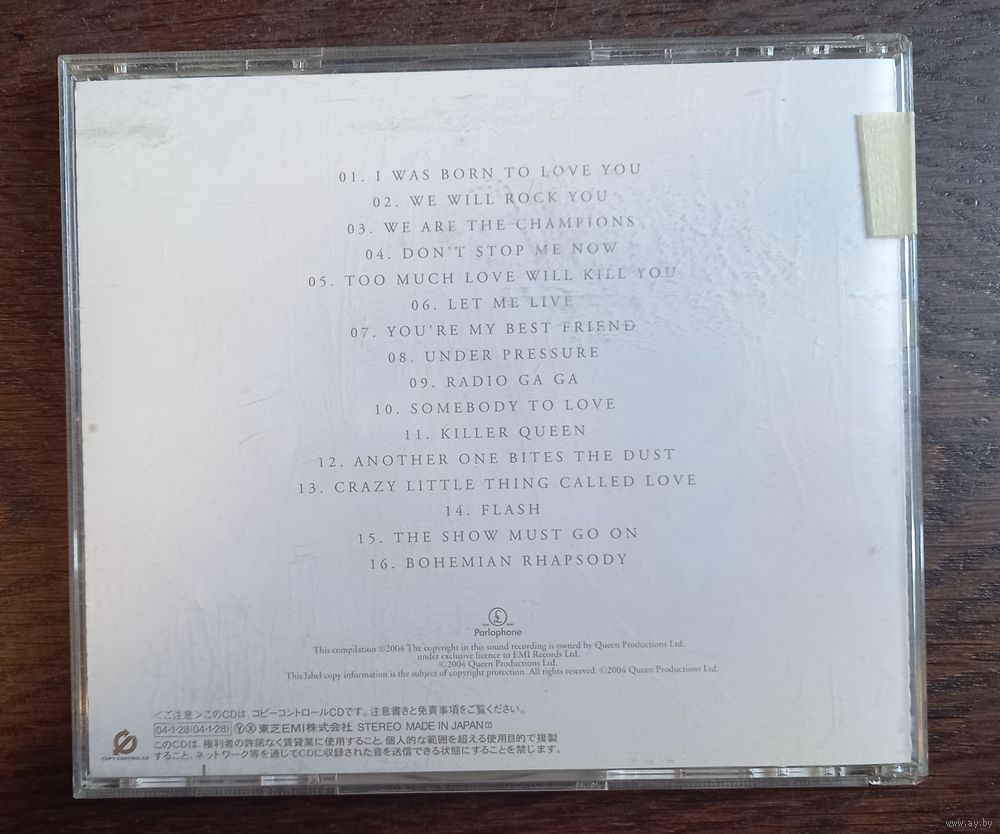 01. I WAS BORN TO LOVE YOU
02. WE WILL ROCK YOU
03. WE ARE THE CHAMPIONS
04. DON'T STOP ME NOW
05. TOO MUCH LOVE WILL KILL YOU
06. LET ME LIVE
07. YOU'RE MY BEST FRIEND
08. UNDER PRESSURE
09. RADIO GA GA
10. SOMEBODY TO LOVE
11. KILLER QUEEN
12. ANOTHER ONE BITES THE DUST
13. CRAZY LITTLE THING CALLED LOVE
14. FLASH
15. THE SHOW MUST GO ON
16. BOHEMIAN RHAPSODY
£
Parlophone
This compilation ℗2004 The copyright in this sound recording is owned by Queen Productions Ltd.
under exclusive licence to EMI Records Ltd.
©2004 Queen Productions Ltd.
This label copy information is the subject of copyright protection. All rights reserved. ©2004 Queen Productions Ltd.
<ご注意>このCDは、コピーコントロールCDです。注意書きと免責事項をご覧ください。
04·1·28(04·1·28) Ⓨ Ⓧ 東芝EMI株式会社 STEREO MADE IN JAPAN
このCDは、権利者の許諾なく賃貸業に使用すること、個人的な範囲を超える使用目的で複製
すること、ネットワーク等を通じてCDに収録された音を送信できる状態にすることを禁じます。
COPY CONTROL CD
www.ay.by